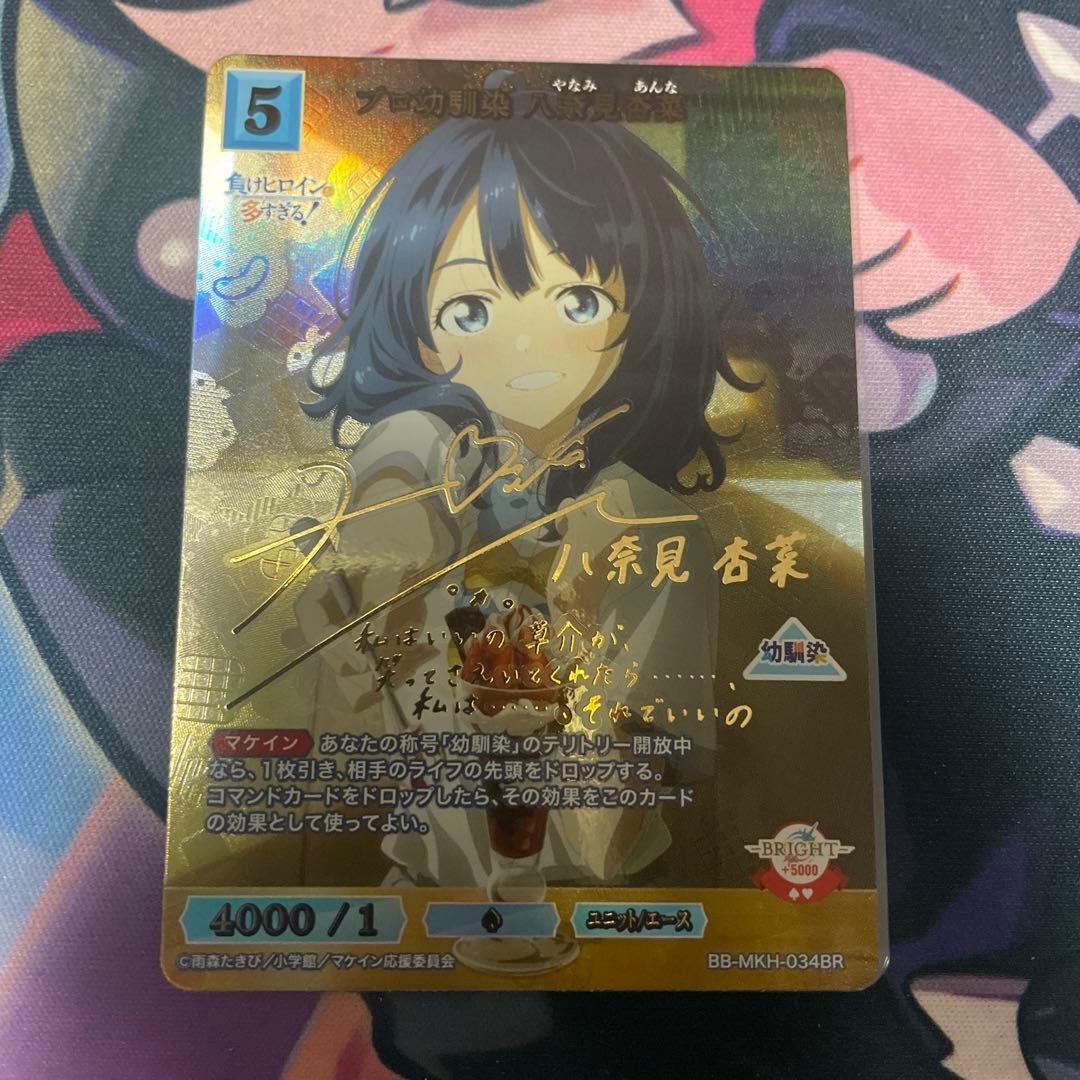 5
やなみ あんな
プロ幼馴染 八奈見杏菜
負けヒロインが
多すぎる!
八奈見 杏菜
私はいいの 草介が、
笑ってさえいてくれたら……、
私は……。それでいいの
幼馴染
マケイン あなたの称号「幼馴染」のテリトリー開放中
なら、1枚引き、相手のライフの先頭をドロップする。
コマンドカードをドロップしたら、その効果をこのカード
の効果として使ってよい。
BRIGHT
+5000
♠♥
4000 / 1
ユニット/エース
©雨森たきび/小学館/マケイン応援委員会
BB-MKH-034BR